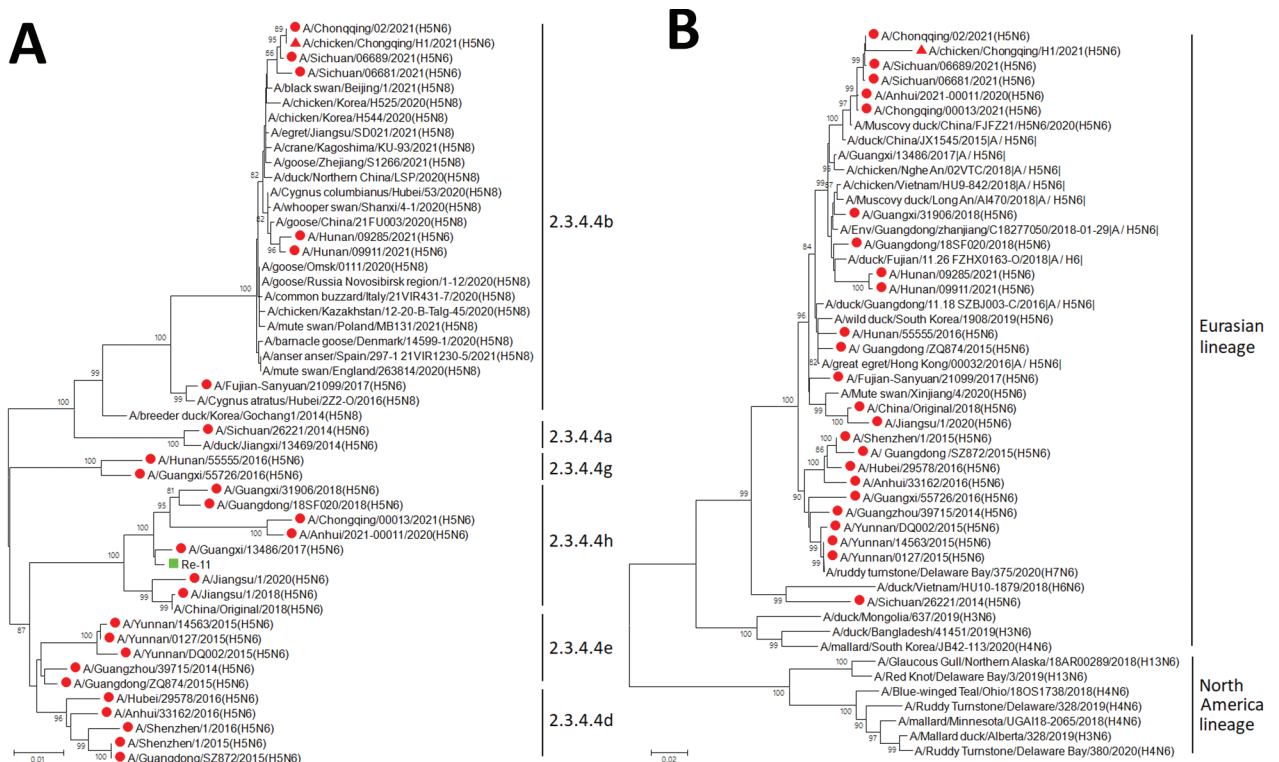 A
89
A/Chonqqing/02/2021(H5N6)
95
A/chicken/Chongqing/H1/2021(H5N6)
86
A/Sichuan/06689/2021(H5N6)
A/Sichuan/06681/2021(H5N6)
A/black swan/Beijing/1/2021(H5N8)
A/chicken/Korea/H525/2020(H5N8)
A/chicken/Korea/H544/2020(H5N8)
A/egret/Jiangsu/SD021/2021(H5N8)
A/crane/Kagoshima/KU-93/2021(H5N8)
A/goose/Zhejiang/S1266/2021(H5N8)
82
A/duck/Northern China/LSP/2020(H5N8)
A/Cygnus columbianus/Hubei/53/2020(H5N8)
A/whooper swan/Shanxi/4-1/2020(H5N8)
82
A/goose/China/21FU003/2020(H5N8)
2.3.4.4b
A/Hunan/09285/2021(H5N6)
96
A/Hunan/09911/2021(H5N6)
A/goose/Omsk/0111/2020(H5N8)
A/goose/Russia Novosibirsk region/1-12/2020(H5N8)
100
A/common buzzard/Italy/21VIR431-7/2020(H5N8)
A/chicken/Kazakhstan/12-20-B-Talg-45/2020(H5N8)
A/mute swan/Poland/MB131/2021(H5N8)
100
A/barnacle goose/Denmark/14599-1/2020(H5N8)
A/anser anser/Spain/297-1 21VIR1230-5/2021(H5N8)
99
A/mute swan/England/263814/2020(H5N8)
A/Fujian-Sanyuan/21099/2017(H5N6)
99
A/Cygnus atratus/Hubei/2Z2-O/2016(H5N8)
100
A/breeder duck/Korea/Gochang1/2014(H5N8)
A/Sichuan/26221/2014(H5N6)
2.3.4.4a
100
A/duck/Jiangxi/13469/2014(H5N6)
100
A/Hunan/55555/2016(H5N6)
2.3.4.4g
A/Guangxi/55726/2016(H5N6)
81
A/Guangxi/31906/2018(H5N6)
95
A/Guangdong/18SF020/2018(H5N6)
A/Chongqing/00013/2021(H5N6)
100
A/Anhui/2021-00011/2020(H5N6)
100
2.3.4.4h
A/Guangxi/13486/2017(H5N6)
100
Re-11
A/Jiangsu/1/2020(H5N6)
100
A/Jiangsu/1/2018(H5N6)
99
A/China/Original/2018(H5N6)
87
A/Yunnan/14563/2015(H5N6)
100
A/Yunnan/0127/2015(H5N6)
2.3.4.4e
A/Yunnan/DQ002/2015(H5N6)
A/Guangzhou/39715/2014(H5N6)
A/Guangdong/ZQ874/2015(H5N6)
A/Hubei/29578/2016(H5N6)
96
A/Anhui/33162/2016(H5N6)
2.3.4.4d
A/Shenzhen/1/2016(H5N6)
99
A/Shenzhen/1/2015(H5N6)
100
A/Guangdong/SZ872/2015(H5N6)
0.01
B
A/Chonqqing/02/2021(H5N6)
A/chicken/Chongqing/H1/2021(H5N6)
99
A/Sichuan/06689/2021(H5N6)
A/Sichuan/06681/2021(H5N6)
99
A/Anhui/2021-00011/2020(H5N6)
97
A/Chongqing/00013/2021(H5N6)
100
A/Muscovy duck/China/FJFZ21/H5N6/2020(H5N6)
A/duck/China/JX1545/2015|A / H5N6|
A/Guangxi/13486/2017|A / H5N6|
A/chicken/Nghe An/02VTC/2018|A / H5N6|
A/chicken/Vietnam/HU9-842/2018|A / H5N6|
99
A/Muscovy duck/Long An/AI470/2018|A / H5N6|
A/Guangxi/31906/2018(H5N6)
A/Env/Guangdong/zhanjiang/C18277050/2018-01-29|A / H5N6|
84
A/Guangdong/18SF020/2018(H5N6)
A/duck/Fujian/11.26 FZHX0163-O/2018|A / H6|
A/Hunan/09285/2021(H5N6)
100
A/Hunan/09911/2021(H5N6)
A/duck/Guangdong/11.18 SZBJ003-C/2016|A / H5N6|
96
A/wild duck/South Korea/1908/2019(H5N6)
Eurasian
lineage
A/Hunan/55555/2016(H5N6)
A/ Guangdong /ZQ874/2015(H5N6)
82
A/great egret/Hong Kong/00032/2016|A / H5N6|
A/Fujian-Sanyuan/21099/2017(H5N6)
99
A/Mute swan/Xinjiang/4/2020(H5N6)
99
A/China/Original/2018(H5N6)
100
A/Jiangsu/1/2020(H5N6)
100
A/Shenzhen/1/2015(H5N6)
86
A/ Guangdong /SZ872/2015(H5N6)
100
A/Hubei/29578/2016(H5N6)
A/Anhui/33162/2016(H5N6)
90
A/Guangxi/55726/2016(H5N6)
99
A/Guangzhou/39715/2014(H5N6)
A/Yunnan/DQ002/2015(H5N6)
A/Yunnan/14563/2015(H5N6)
99
A/Yunnan/0127/2015(H5N6)
A/ruddy turnstone/Delaware Bay/375/2020(H7N6)
A/duck/Vietnam/HU10-1879/2018(H6N6)
99
A/Sichuan/26221/2014(H5N6)
A/duck/Mongolia/637/2019(H3N6)
100
A/duck/Bangladesh/41451/2019(H3N6)
99
A/mallard/South Korea/JB42-113/2020(H4N6)
100
A/Glaucous Gull/Northern Alaska/18AR00289/2018(H13N6)
A/Red Knot/Delaware Bay/3/2019(H13N6)
100
A/Blue-winged Teal/Ohio/18OS1738/2018(H4N6)
North
America
lineage
100
A/Ruddy Turnstone/Delaware/328/2019(H4N6)
90
A/mallard/Minnesota/UGAI18-2065/2018(H4N6)
97
A/Mallard duck/Alberta/328/2019(H3N6)
99
A/Ruddy Turnstone/Delaware Bay/380/2020(H4N6)
0.02